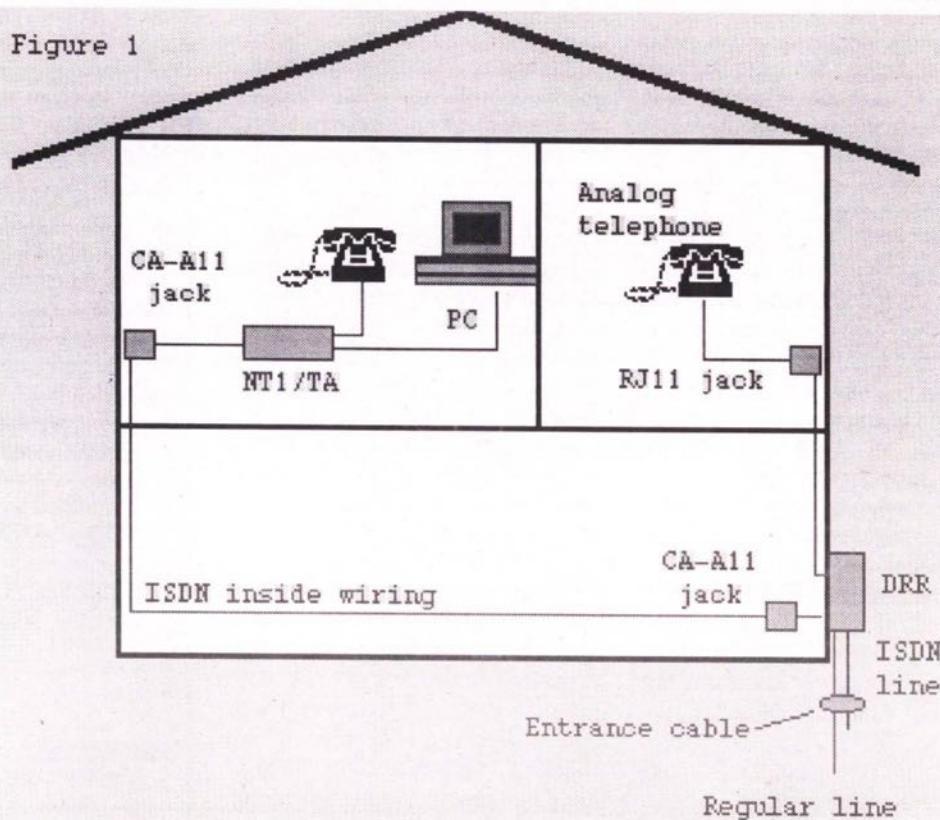 Figure 1
Analog
telephone
CA-A11
jack
PC
NT1/TA
RJ11 jack
CA-A11
jack
DRR
ISDN inside wiring
ISDN
line
Entrance cable
Regular line